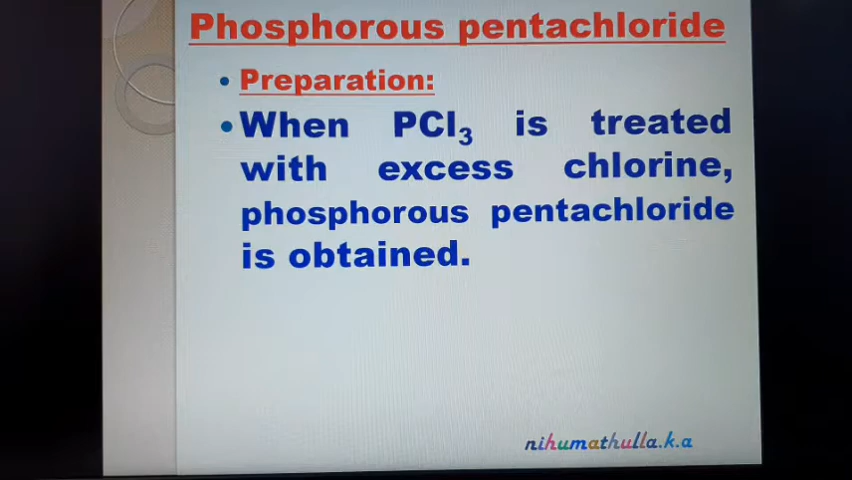 Phosphorous pentachloride
• Preparation:
• When PCl₃ is treated
with excess chlorine,
phosphorous pentachloride
is obtained.
nihumathulla.k.a